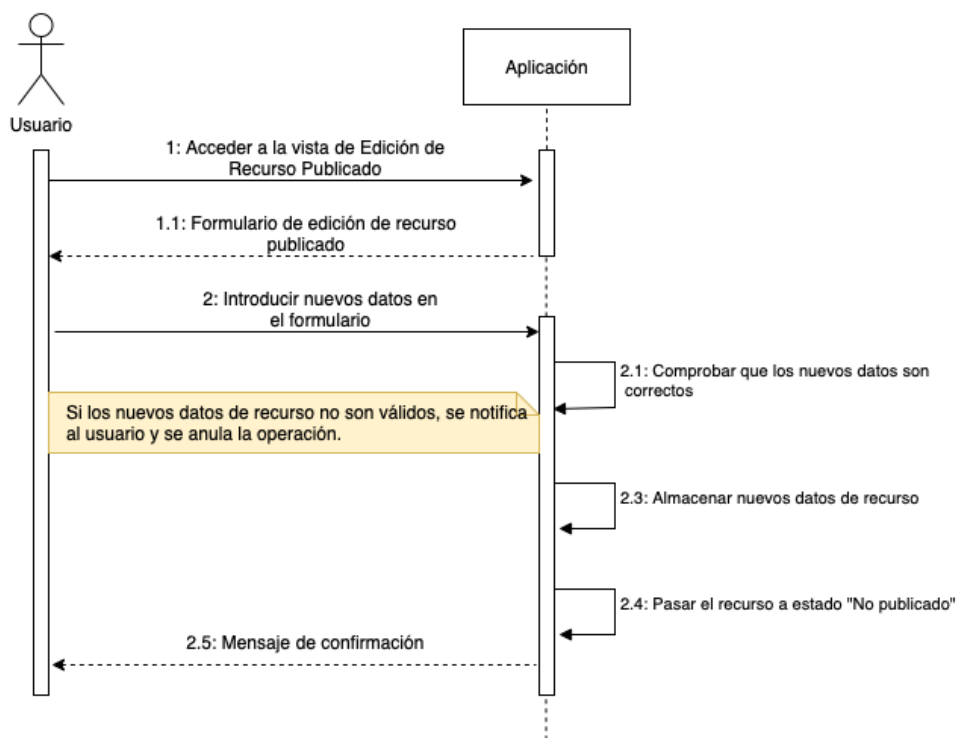 Aplicación
Usuario
1: Acceder a la vista de Edición de
Recurso Publicado
1.1: Formulario de edición de recurso
publicado
2: Introducir nuevos datos en
el formulario
2.1: Comprobar que los nuevos datos son
correctos
Si los nuevos datos de recurso no son válidos, se notifica
al usuario y se anula la operación.
2.3: Almacenar nuevos datos de recurso
2.4: Pasar el recurso a estado "No publicado"
2.5: Mensaje de confirmación